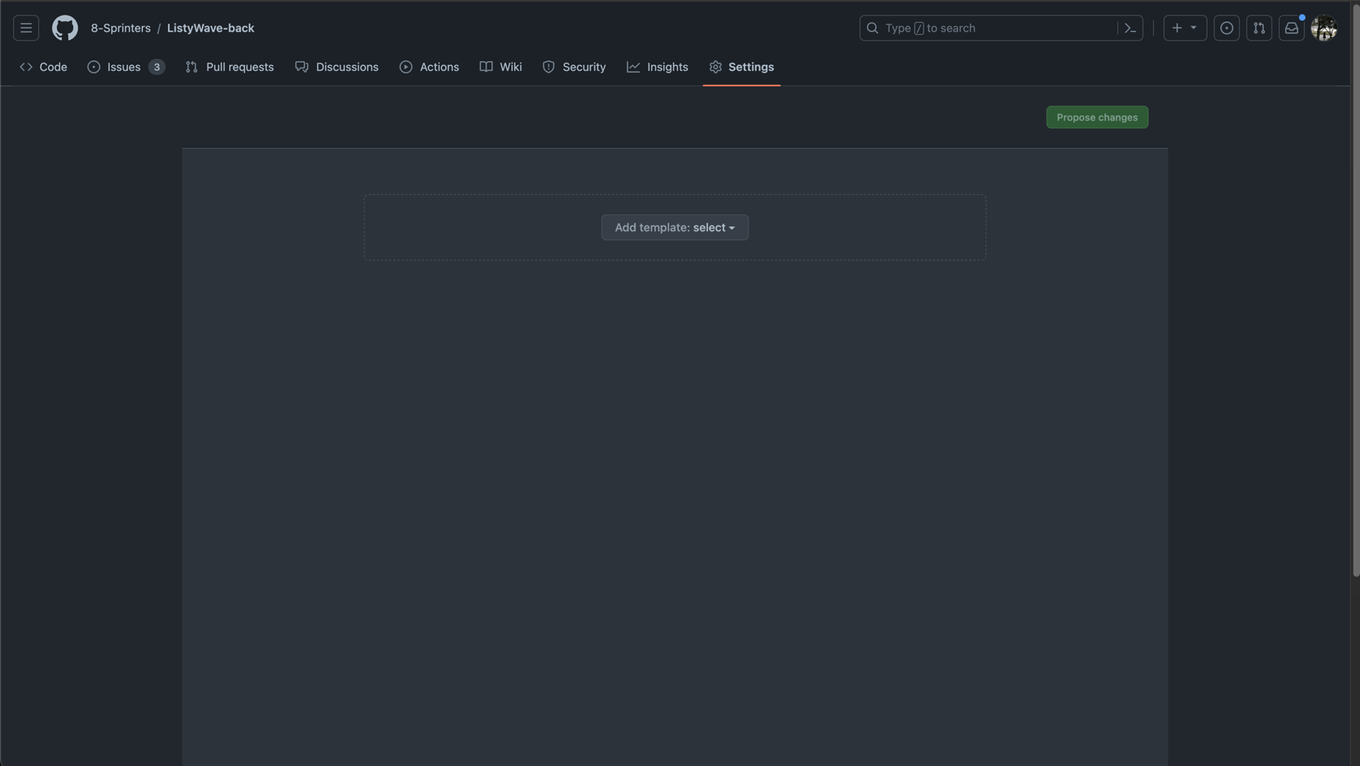 8-Sprinters / ListyWave-back
Type / to search
Code
Issues 3
Pull requests
Discussions
Actions
Wiki
Security
Insights
Settings
Propose changes
Add template: select